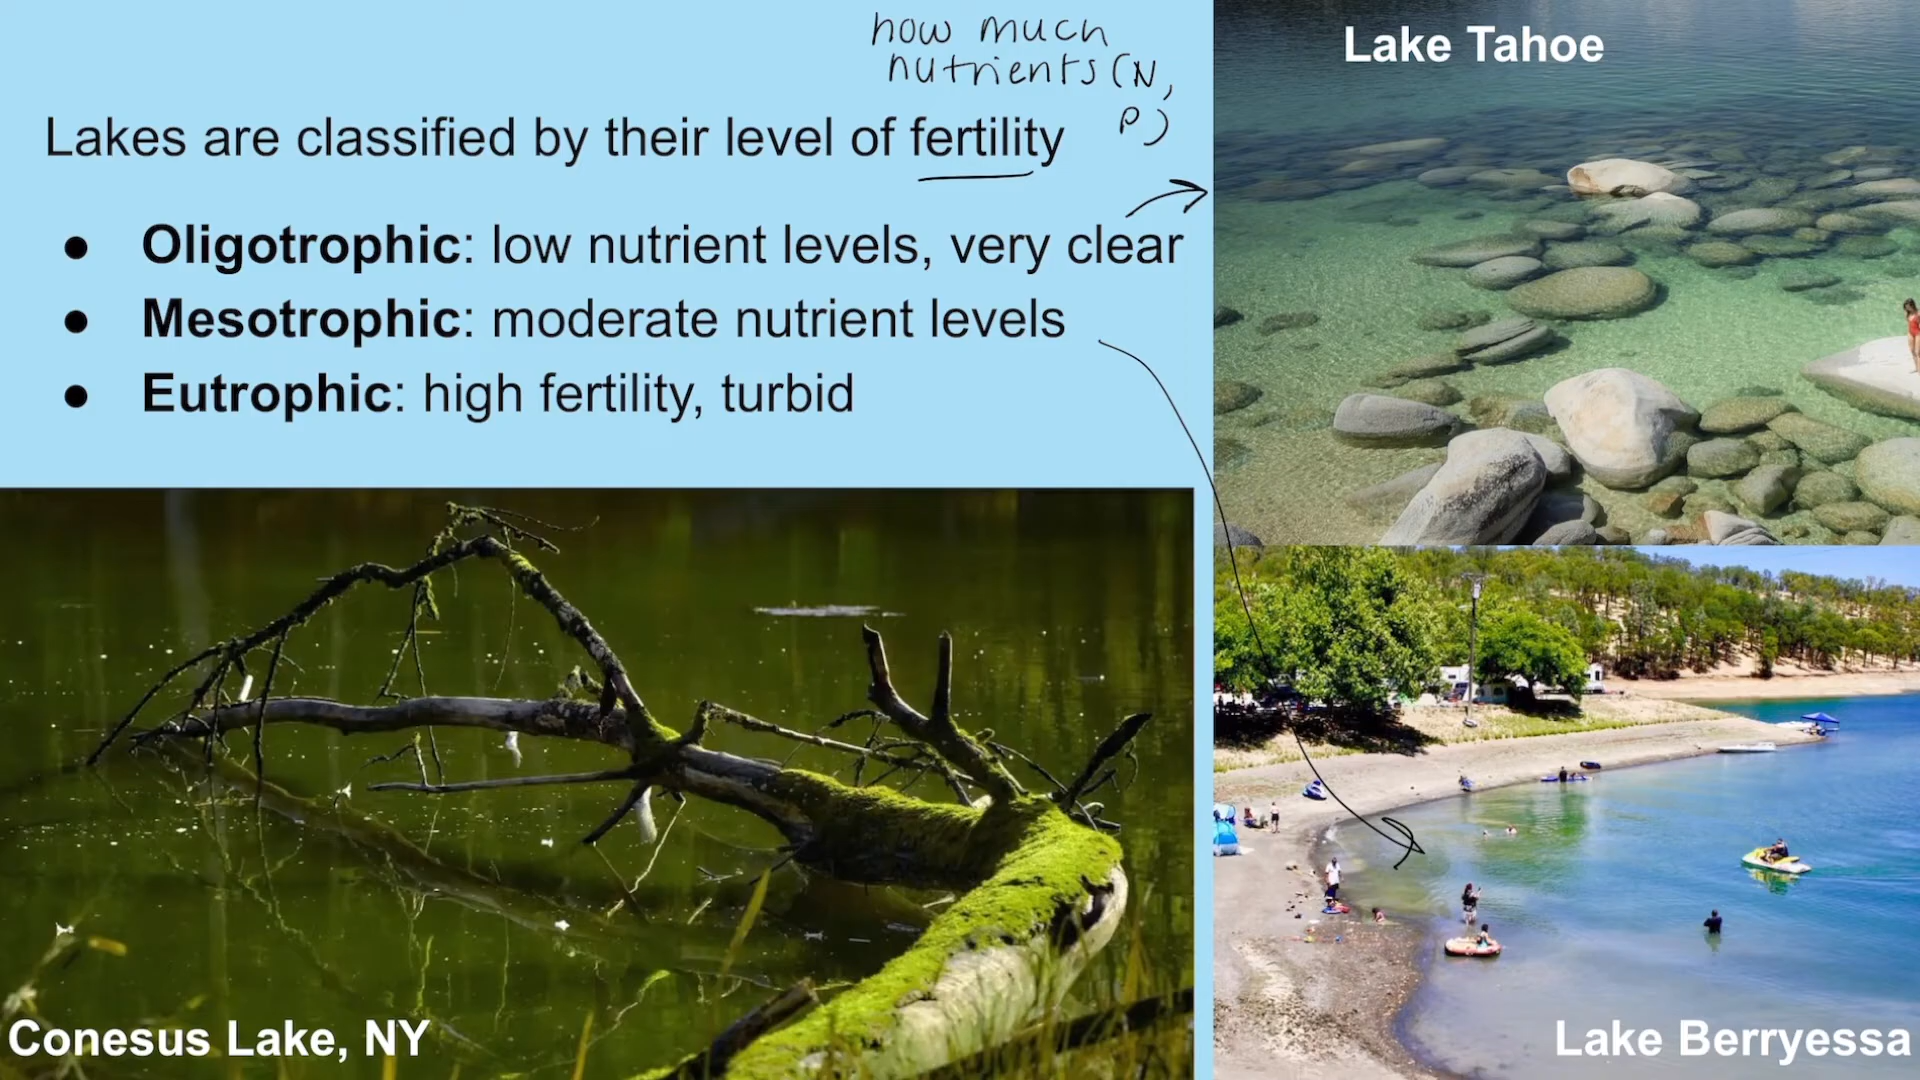 how much
nutrients (N,
P)
Lakes are classified by their level of fertility
● Oligotrophic: low nutrient levels, very clear
● Mesotrophic: moderate nutrient levels
● Eutrophic: high fertility, turbid
Lake Tahoe
Conesus Lake, NY
Lake Berryessa